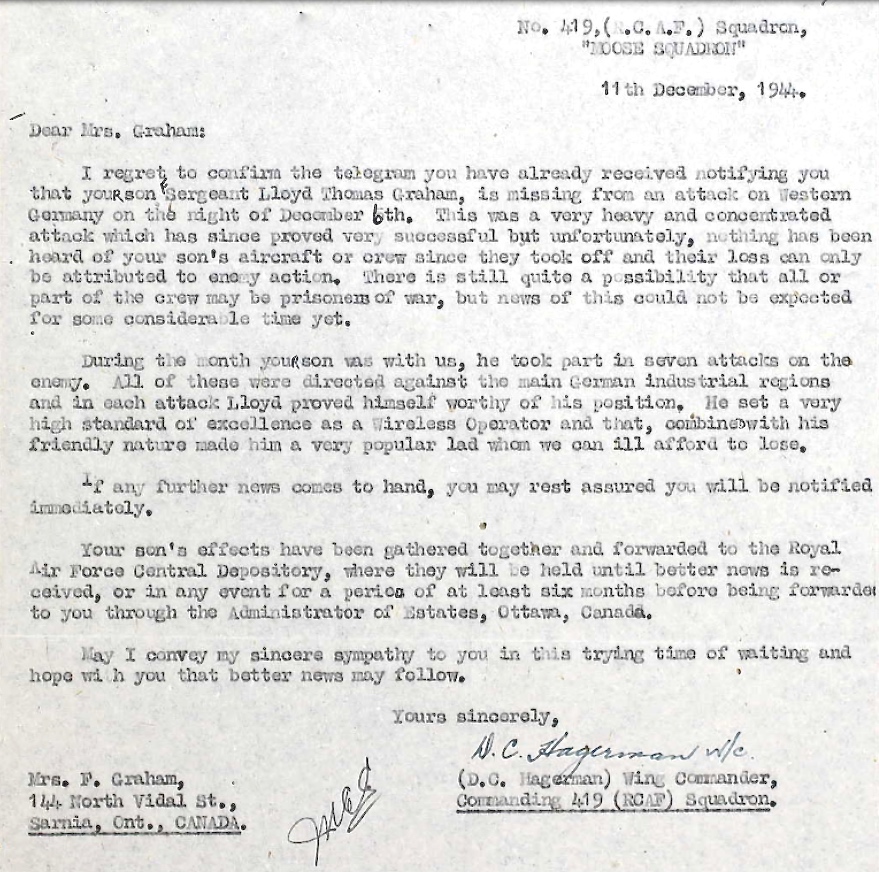 No. 419,(R.C.A.F.) Squadron,
"MOOSE SQUADRON"
11th December, 1944.
Dear Mrs. Graham:
I regret to confirm the telegram you have already received notifying you
that yourson Sergeant Lloyd Thomas Graham, is missing from an attack on Western
Germany on the night of December 6th. This was a very heavy and concentrated
attack which has since proved very successful but unfortunately, nothing has been
heard of your son's aircraft or crew since they took off and their loss can only
be attributed to enemy action. There is still quite a possibility that all or
part of the crew may be prisoners of war, but news of this could not be expected
for some considerable time yet.
During the month yourson was with us, he took part in seven attacks on the
enemy. All of these were directed against the main German industrial regions
and in each attack Lloyd proved himself worthy of his position. He set a very
high standard of excellence as a Wireless Operator and that, combined with his
friendly nature made him a very popular lad whom we can ill afford to lose.
If any further news comes to hand, you may rest assured you will be notified
immediately.
Your son's effects have been gathered together and forwarded to the Royal
Air Force Central Depository, where they will be held until better news is re-
ceived, or in any event for a period of at least six months before being forwarded
to you through the Administrator of Estates, Ottawa, Canada.
May I convey my sincere sympathy to you in this trying time of waiting and
hope wi h you that better news may follow.
Yours sincerely,
D. C. Hagerman w/c.
Mrs. F. Graham,
144 North Vidal St.,
Sarnia, Ont., CANADA.
(D.C. Hagerman) Wing Commander,
Commanding 419 (RCAF) Squadron.